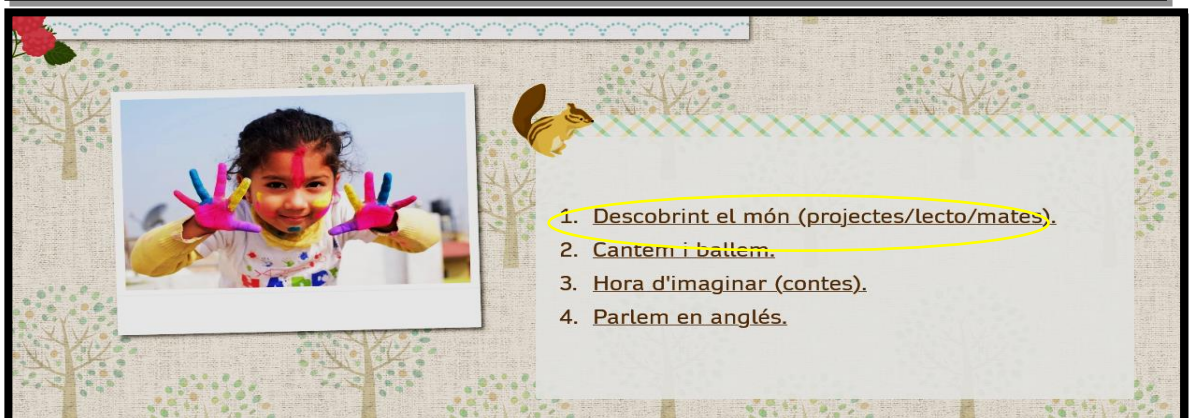 1. Descobrint el món (projectes/lecto/mates).
2. Cantem i ballem.
3. Hora d'imaginar (contes).
4. Parlem en anglés.